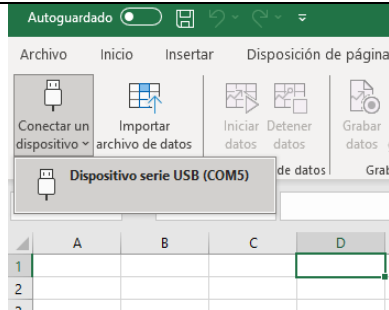 Autoguardado
Archivo Inicio Insertar Disposición de página
Conectar un dispositivo
Importar archivo de datos
Iniciar datos
Detener datos
Grabar datos
de datos
Dispositivo serie USB (COM5)
A B C D
1
2